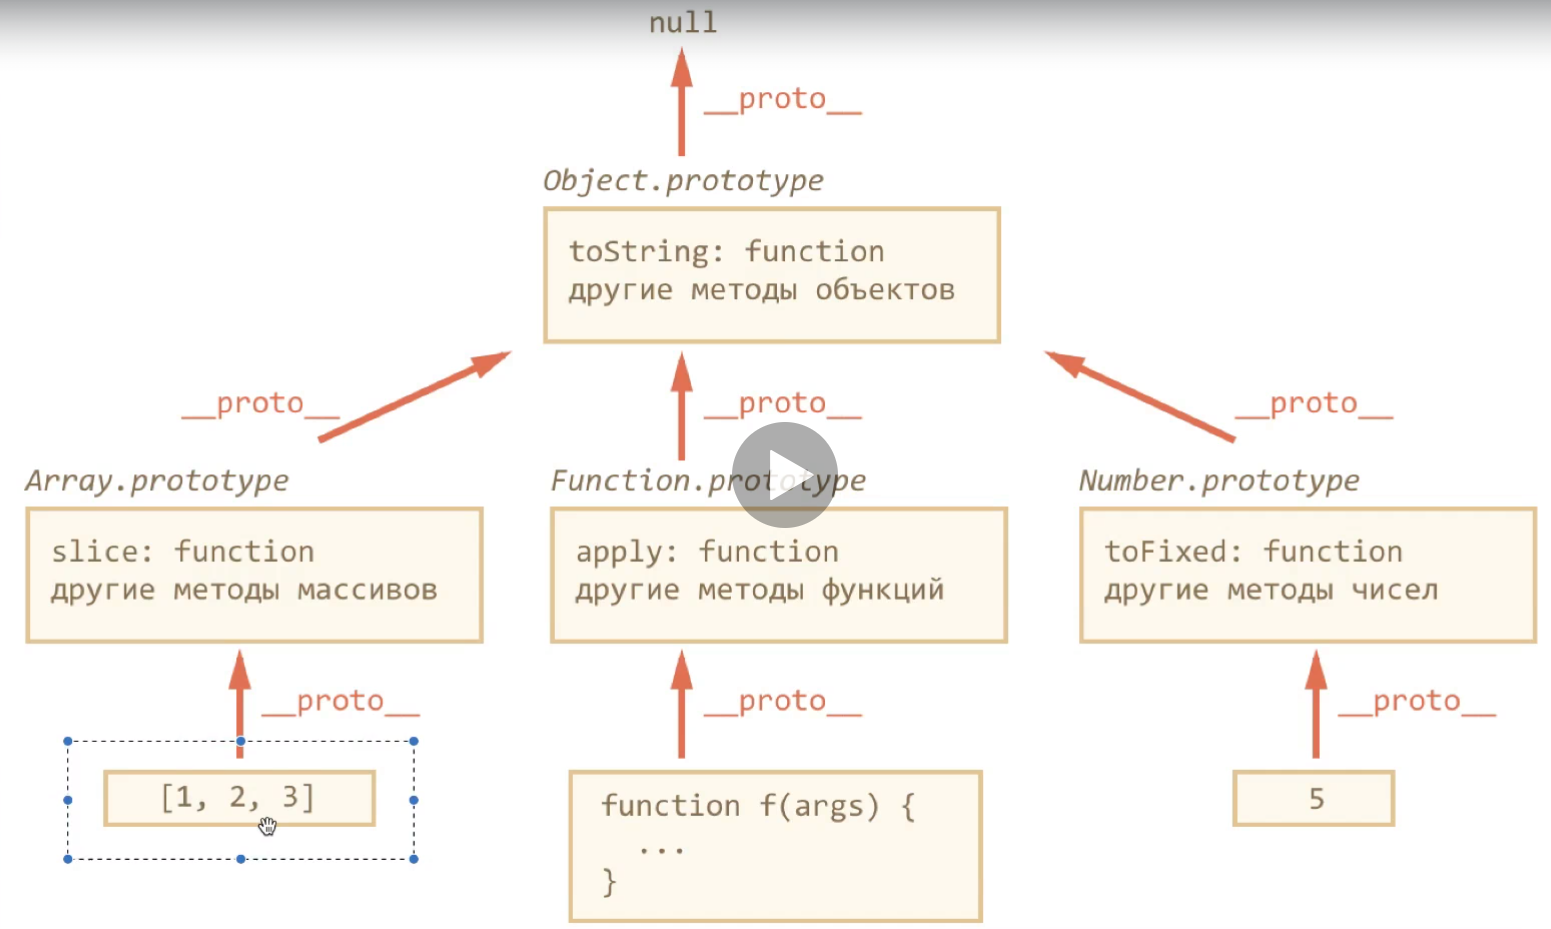 null
__proto__
Object.prototype
toString: function
другие методы объектов
__proto__
__proto__
__proto__
Array.prototype
Function.prototype
Number.prototype
slice: function
другие методы массивов
apply: function
другие методы функций
toFixed: function
другие методы чисел
__proto__
__proto__
__proto__
[1, 2, 3]
function f(args) {
...
}
5